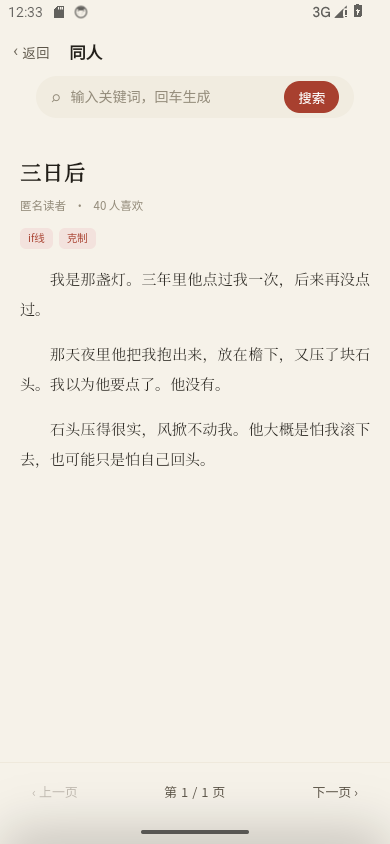 12:33
3G
‹ 返回 同人
输入关键词，回车生成
搜索
三日后
匿名读者 · 40 人喜欢
if线 克制
我是那盏灯。三年里他点过我一次，后来再没点
过。
那天夜里他把我抱出来，放在檐下，又压了块石
头。我以为他要点了。他没有。
石头压得很实，风掀不动我。他大概是怕我滚下
去，也可能只是怕自己回头。
‹ 上一页 第 1 / 1 页 下一页 ›